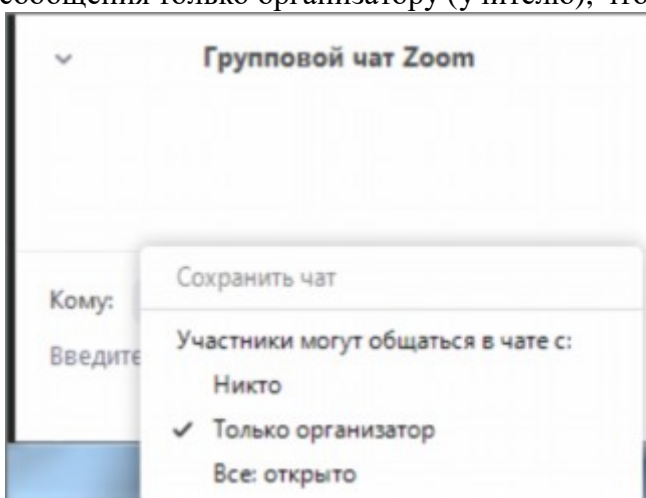 сообщения только организатору (учителю), что
Групповой чат Zoom
Сохранить чат
Кому:
Участники могут общаться в чате с:
Введите
Никто
Только организатор
Все: открыто